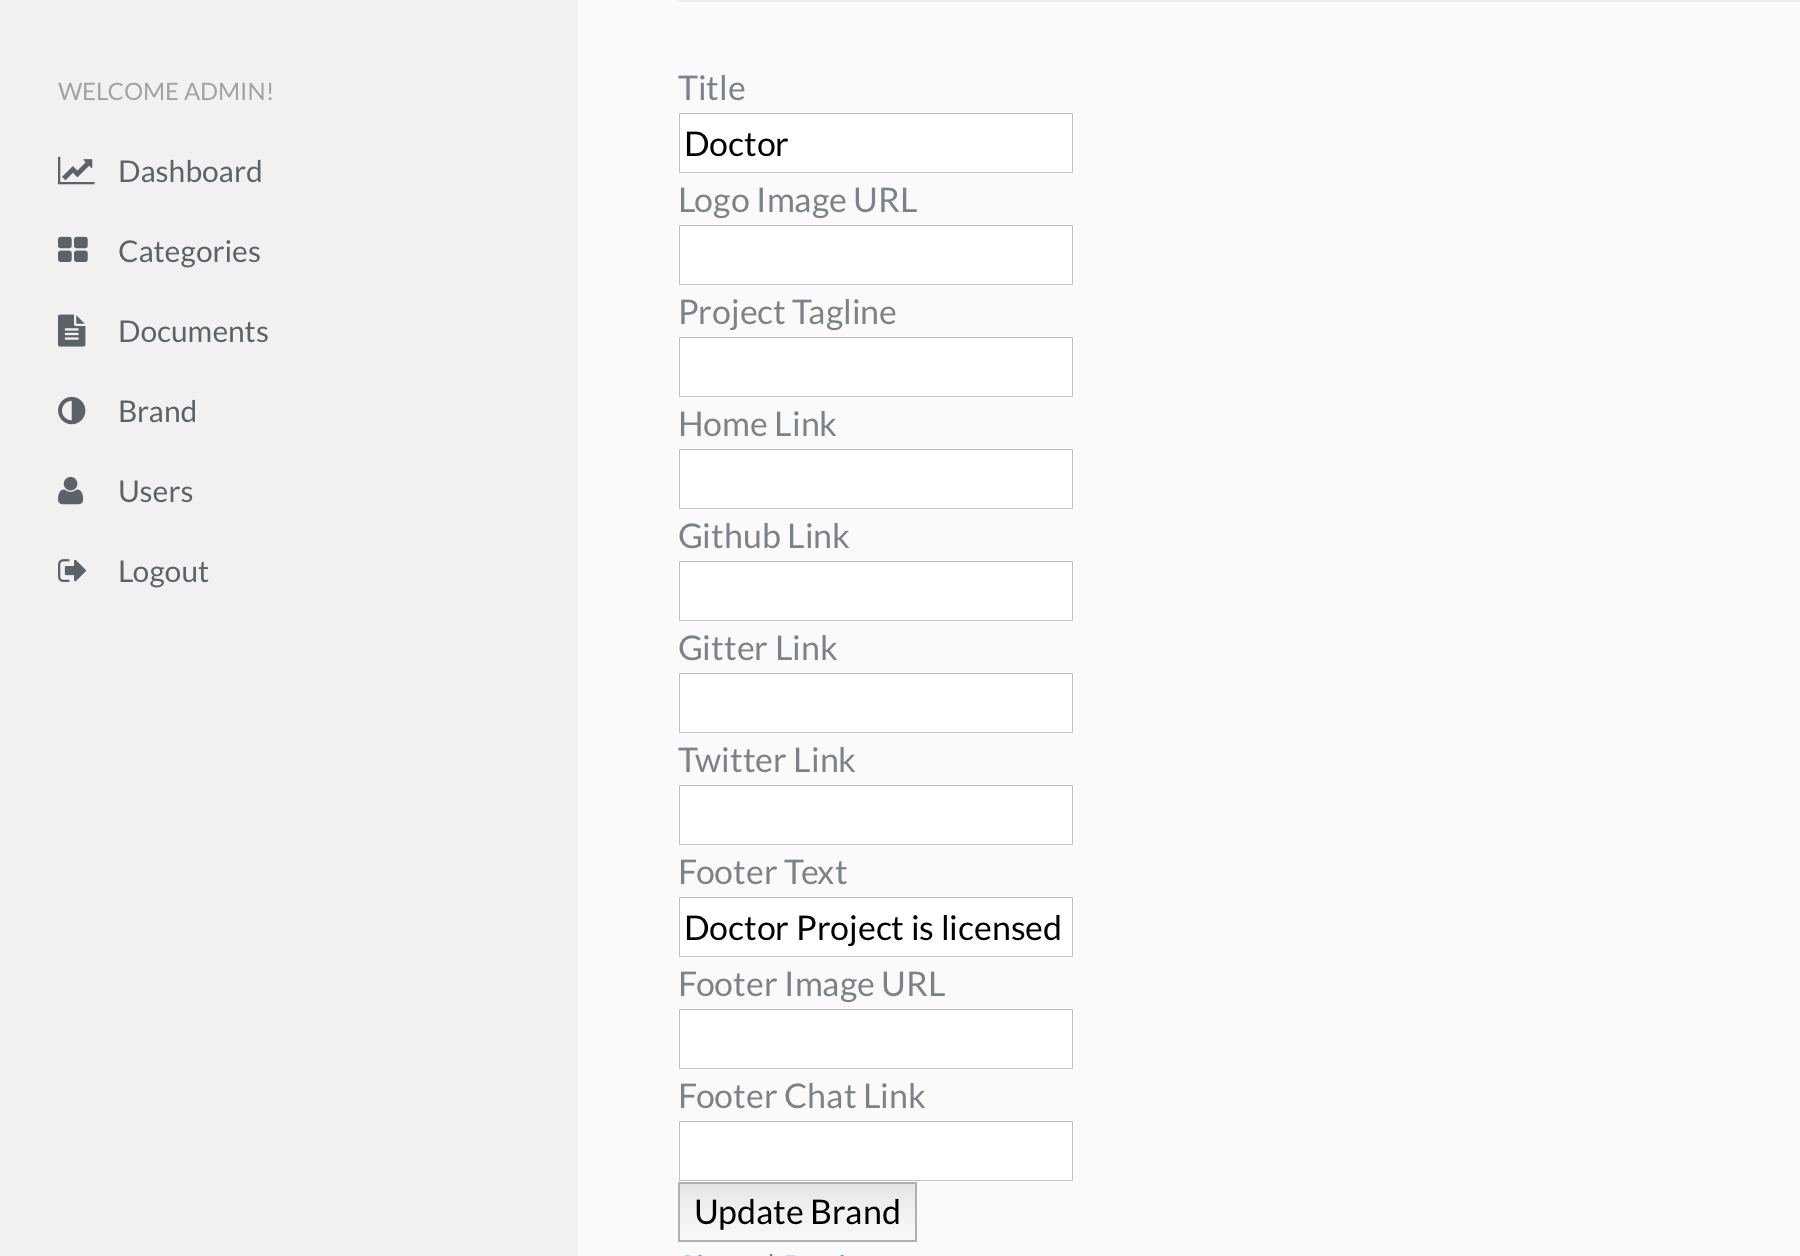 WELCOME ADMIN!
Dashboard
Categories
Documents
Brand
Users
Logout
Title
Doctor
Logo Image URL
Project Tagline
Home Link
Github Link
Gitter Link
Twitter Link
Footer Text
Doctor Project is licensed
Footer Image URL
Footer Chat Link
Update Brand